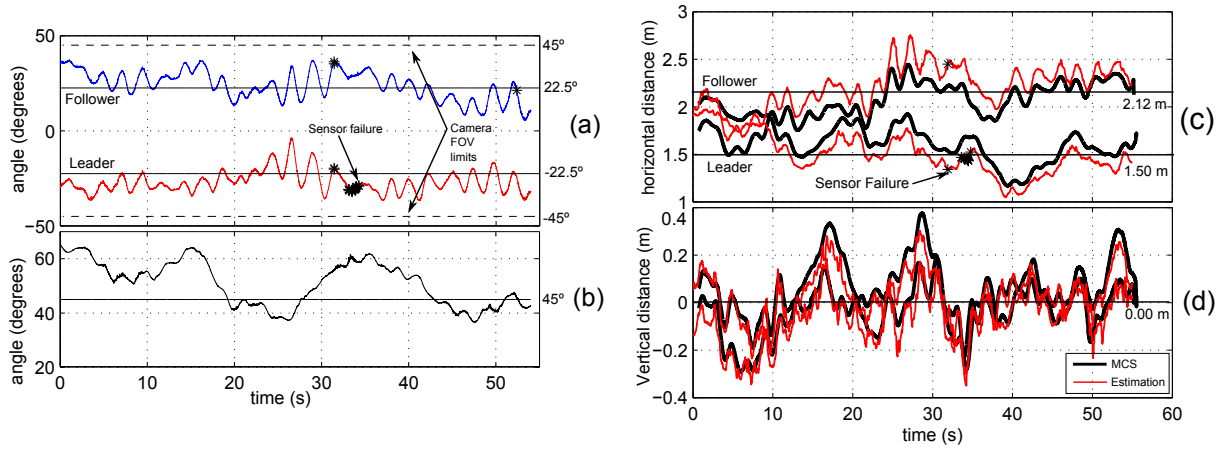 50
0
−50
angle (degrees)
45º
22.5º
-22.5º
-45º
Follower
Leader
Sensor failure
Camera
FOV
limits
(a)
60
40
20
angle (degrees)
45º
(b)
0 10 20 30 40 50
time (s)
3
2.5
2
1.5
1
horizontal distance (m)
Follower
2.12 m
Leader
1.50 m
Sensor Failure
(c)
0.4
0.2
0
−0.2
−0.4
Vertical distance (m)
0.00 m
MCS
Estimation
(d)
0 10 20 30 40 50 60
time (s)